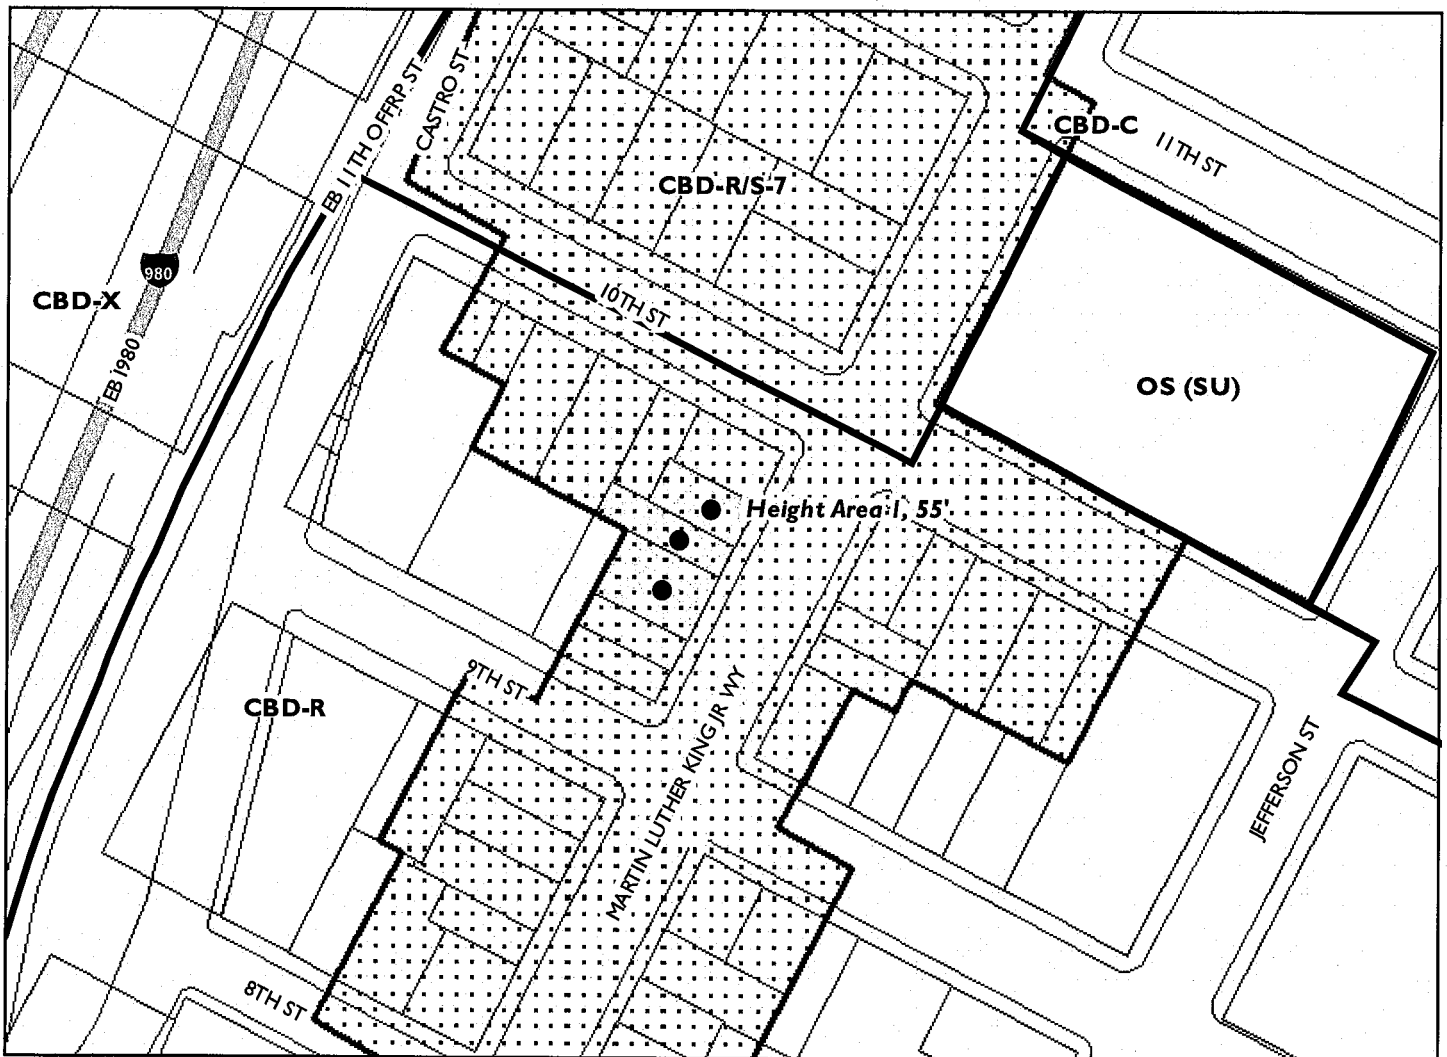 EB 11TH OFFRP ST
CASTRO ST
CBD-C
11TH ST
CBD-R/S-7
980
CBD-X
10TH ST
EB I980
OS (SU)
Height Area 1, 55'
9TH ST
CBD-R
MARTIN LUTHER KING JR WY
JEFFERSON ST
8TH ST